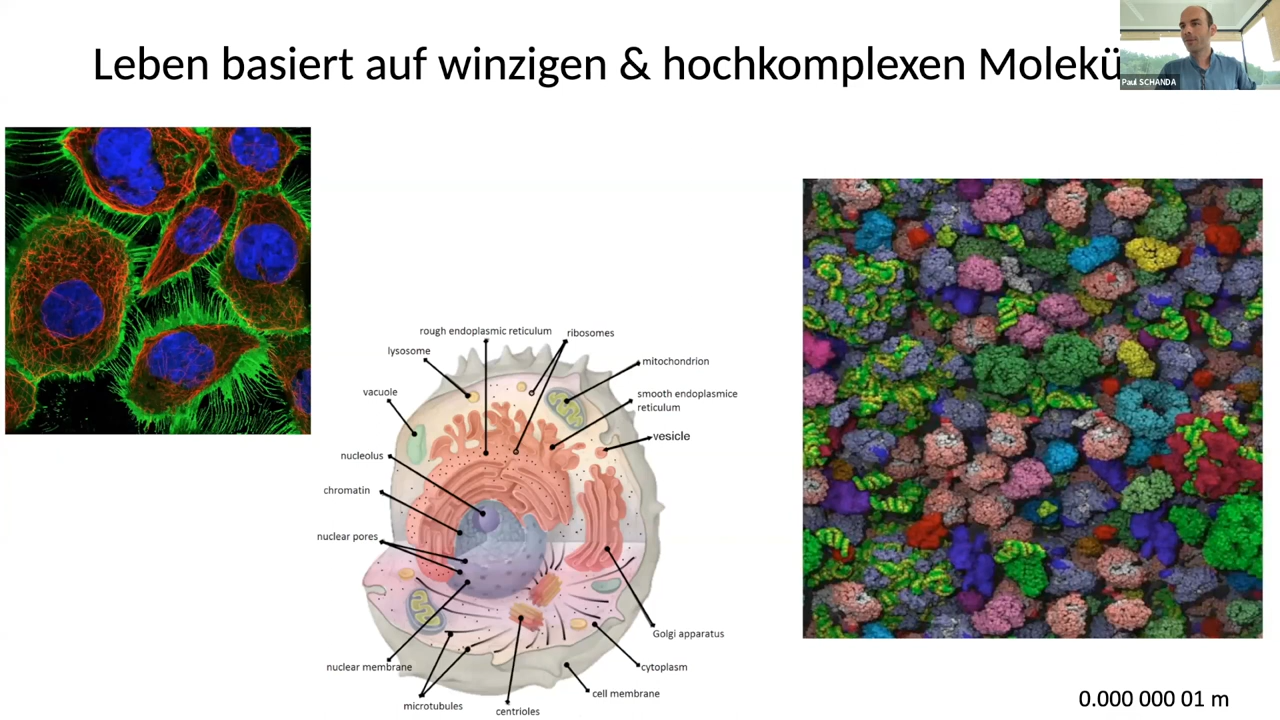 Leben basiert auf winzigen & hochkomplexen Molekü
Paul SCHANDA
rough endoplasmic reticulum
ribosomes
lysosome
mitochondrion
vacuole
smooth endoplasmice
reticulum
vesicle
nucleolus
chromatin
nuclear pores
Golgi apparatus
nuclear membrane
cytoplasm
cell membrane
microtubules
centrioles
0.000 000 01 m